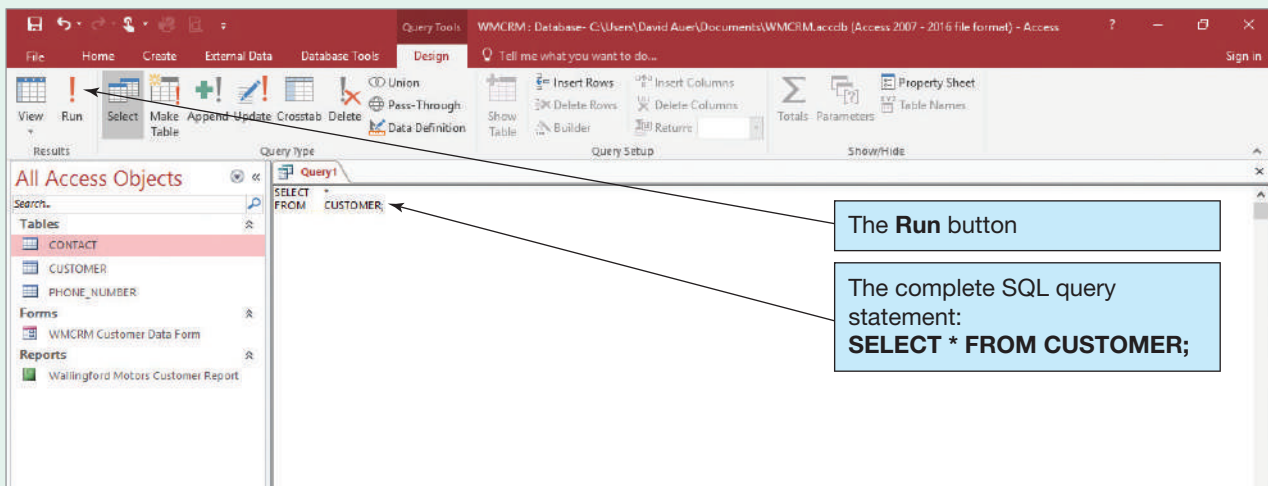 Query Tools WMCRM : Database- C:\Users\David Auer\Documents\WMCRM.accdb (Access 2007 - 2016 file format) - Access ?
File Home Create External Data Database Tools Design Tell me what you want to do... Sign in
View Run Select Make Table Append Update Crosstab Delete
Union
Pass-Through
Data Definition
Show Table
Insert Rows
Delete Rows
Builder
Insert Columns
Delete Columns
Return:
Totals Parameters
Property Sheet
Table Names
Results Query Type Query Setup Show/Hide
All Access Objects
Search..
Tables
CONTACT
CUSTOMER
PHONE_NUMBER
Forms
WMCRM Customer Data Form
Reports
Wallingford Motors Customer Report
Query1
SELECT *
FROM CUSTOMER;
The Run button
The complete SQL query
statement:
SELECT * FROM CUSTOMER;